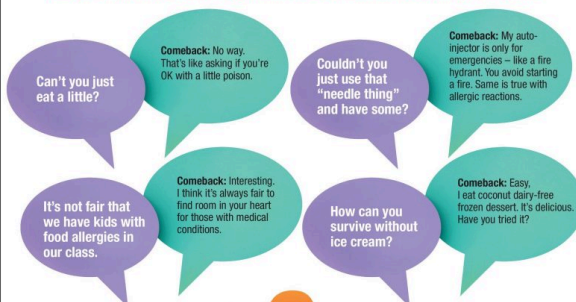 Can't you just
eat a little?
Comeback: No way.
That's like asking if you're
OK with a little poison.
Couldn't you
just use that
"needle thing"
and have some?
Comeback: My auto-
injector is only for
emergencies – like a fire
hydrant. You avoid starting
a fire. Same is true with
allergic reactions.
It's not fair that
we have kids with
food allergies in
our class.
Comeback: Interesting.
I think it's always fair to
find room in your heart
for those with medical
conditions.
How can you
survive without
ice cream?
Comeback: Easy,
I eat coconut dairy-free
frozen dessert. It's delicious.
Have you tried it?